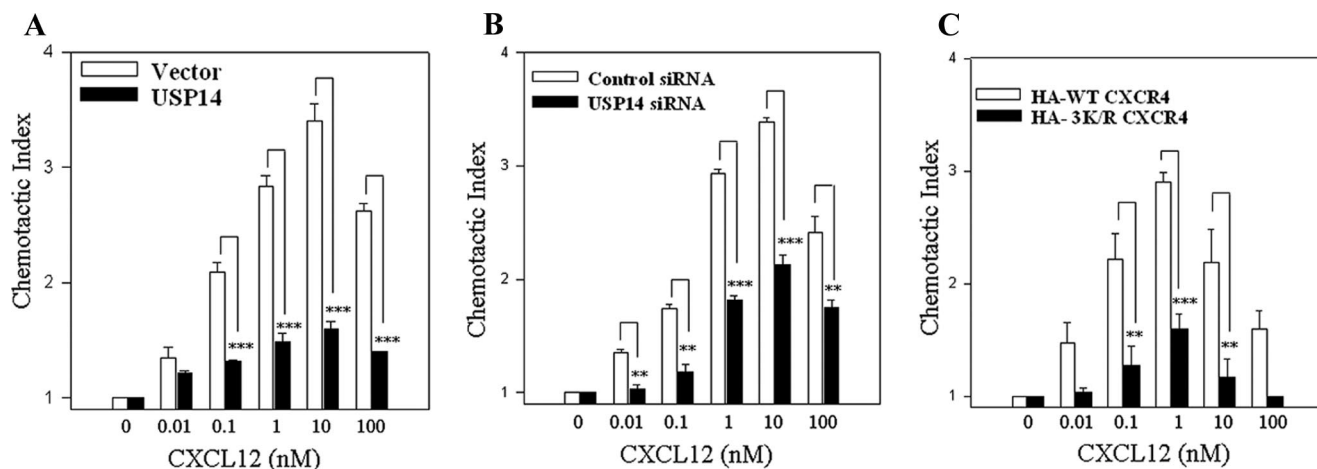 A
4
3
2
1
Chemotactic Index
Vector
USP14
***
***
***
***
0 0.01 0.1 1 10 100
CXCL12 (nM)
B
4
3
2
1
Chemotactic Index
Control siRNA
USP14 siRNA
**
**
***
***
**
0 0.01 0.1 1 10 100
CXCL12 (nM)
C
4
3
2
1
Chemotactic Index
HA-WT CXCR4
HA- 3K/R CXCR4
**
***
**
0 0.01 0.1 1 10 100
CXCL12 (nM)